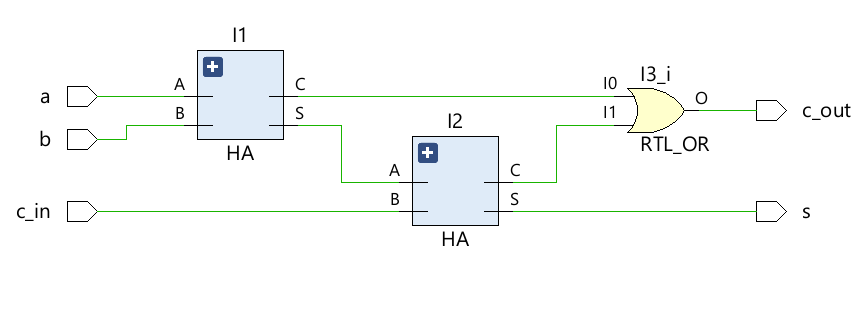 I1
a
A
C
b
B
S
HA
I0
I3_i
I1
O
RTL_OR
c_out
I2
A
C
c_in
B
S
HA
s